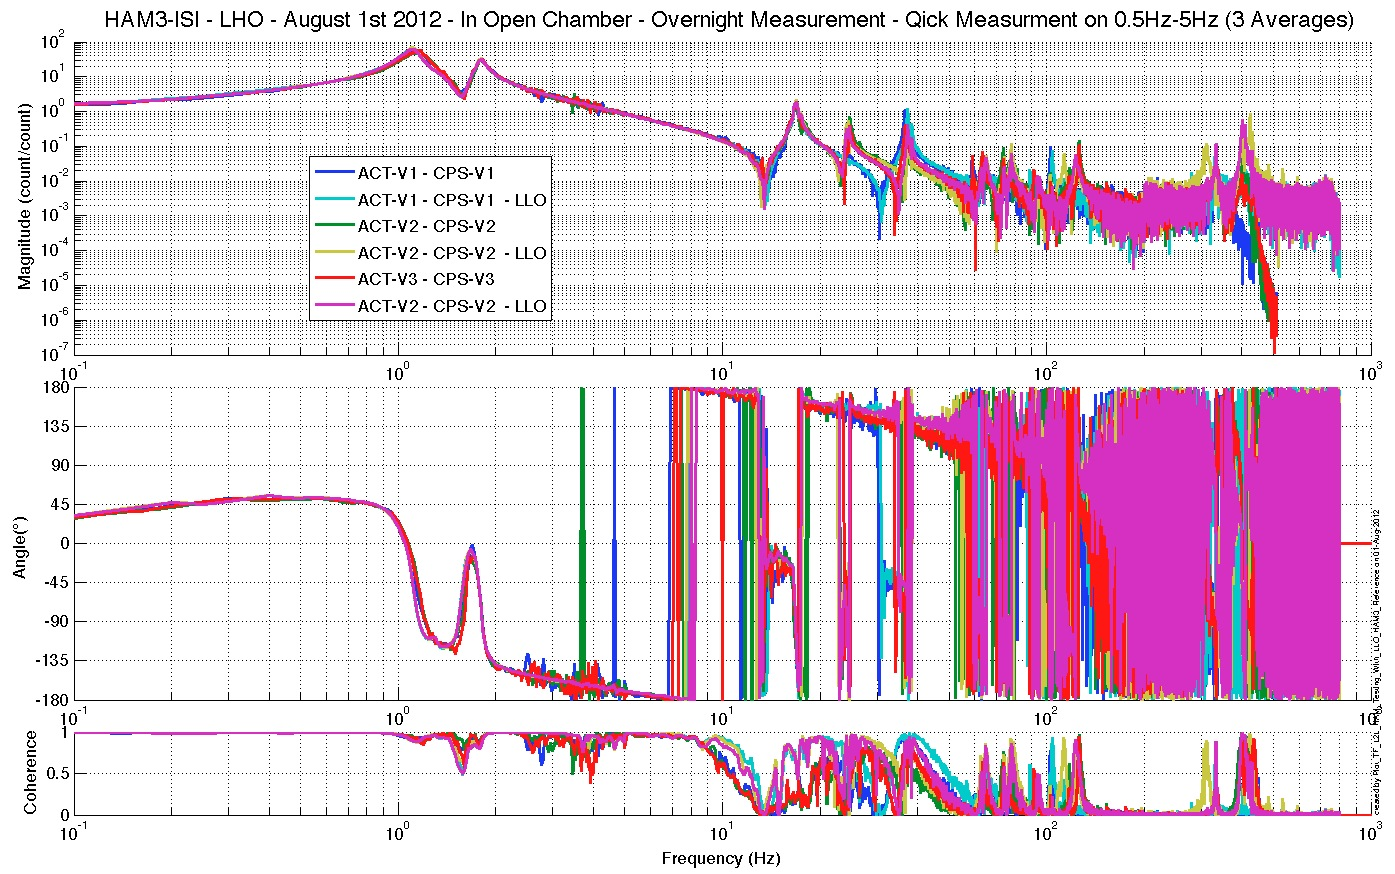 HAM3-ISI - LHO - August 1st 2012 - In Open Chamber - Overnight Measurement - Qick Measurment on 0.5Hz-5Hz (3 Averages)
10^2
10^1
10^0
10^-1
10^-2
10^-3
10^-4
10^-5
10^-6
10^-7
Magnitude (count/count)
ACT-V1 - CPS-V1
ACT-V1 - CPS-V1 - LLO
ACT-V2 - CPS-V2
ACT-V2 - CPS-V2 - LLO
ACT-V3 - CPS-V3
ACT-V2 - CPS-V2 - LLO
10^-1 10^0 10^1 10^2 10^3
180
135
90
45
0
-45
-90
-135
-180
Angle(°)
10^-1 10^0 10^1 10^2
1
0.5
0
Coherence
10^-1 10^0 10^1 10^2 10^3
Frequency (Hz)